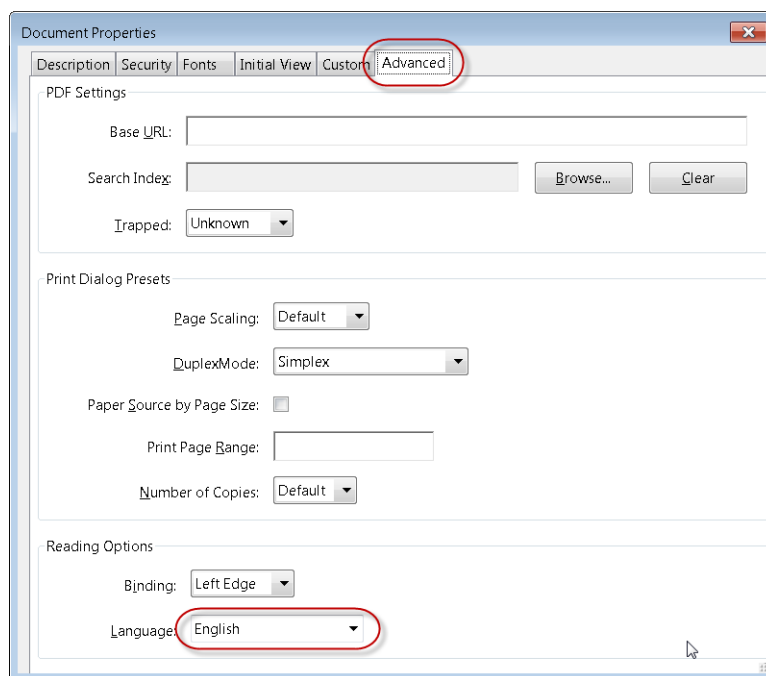 Document Properties
Description Security Fonts Initial View Custom Advanced
PDF Settings
Base URL:
Search Index: Browse... Clear
Trapped: Unknown
Print Dialog Presets
Page Scaling: Default
DuplexMode: Simplex
Paper Source by Page Size:
Print Page Range:
Number of Copies: Default
Reading Options
Binding: Left Edge
Language: English